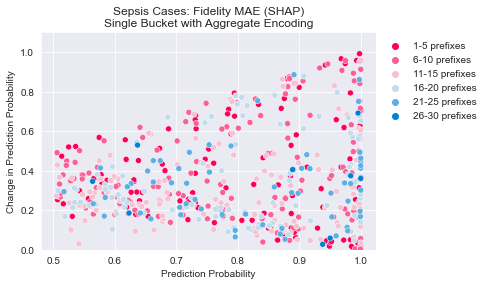 Sepsis Cases: Fidelity MAE (SHAP)
Single Bucket with Aggregate Encoding
Change in Prediction Probability
1.0
0.8
0.6
0.4
0.2
0.0
0.5 0.6 0.7 0.8 0.9 1.0
Prediction Probability
1-5 prefixes
6-10 prefixes
11-15 prefixes
16-20 prefixes
21-25 prefixes
26-30 prefixes